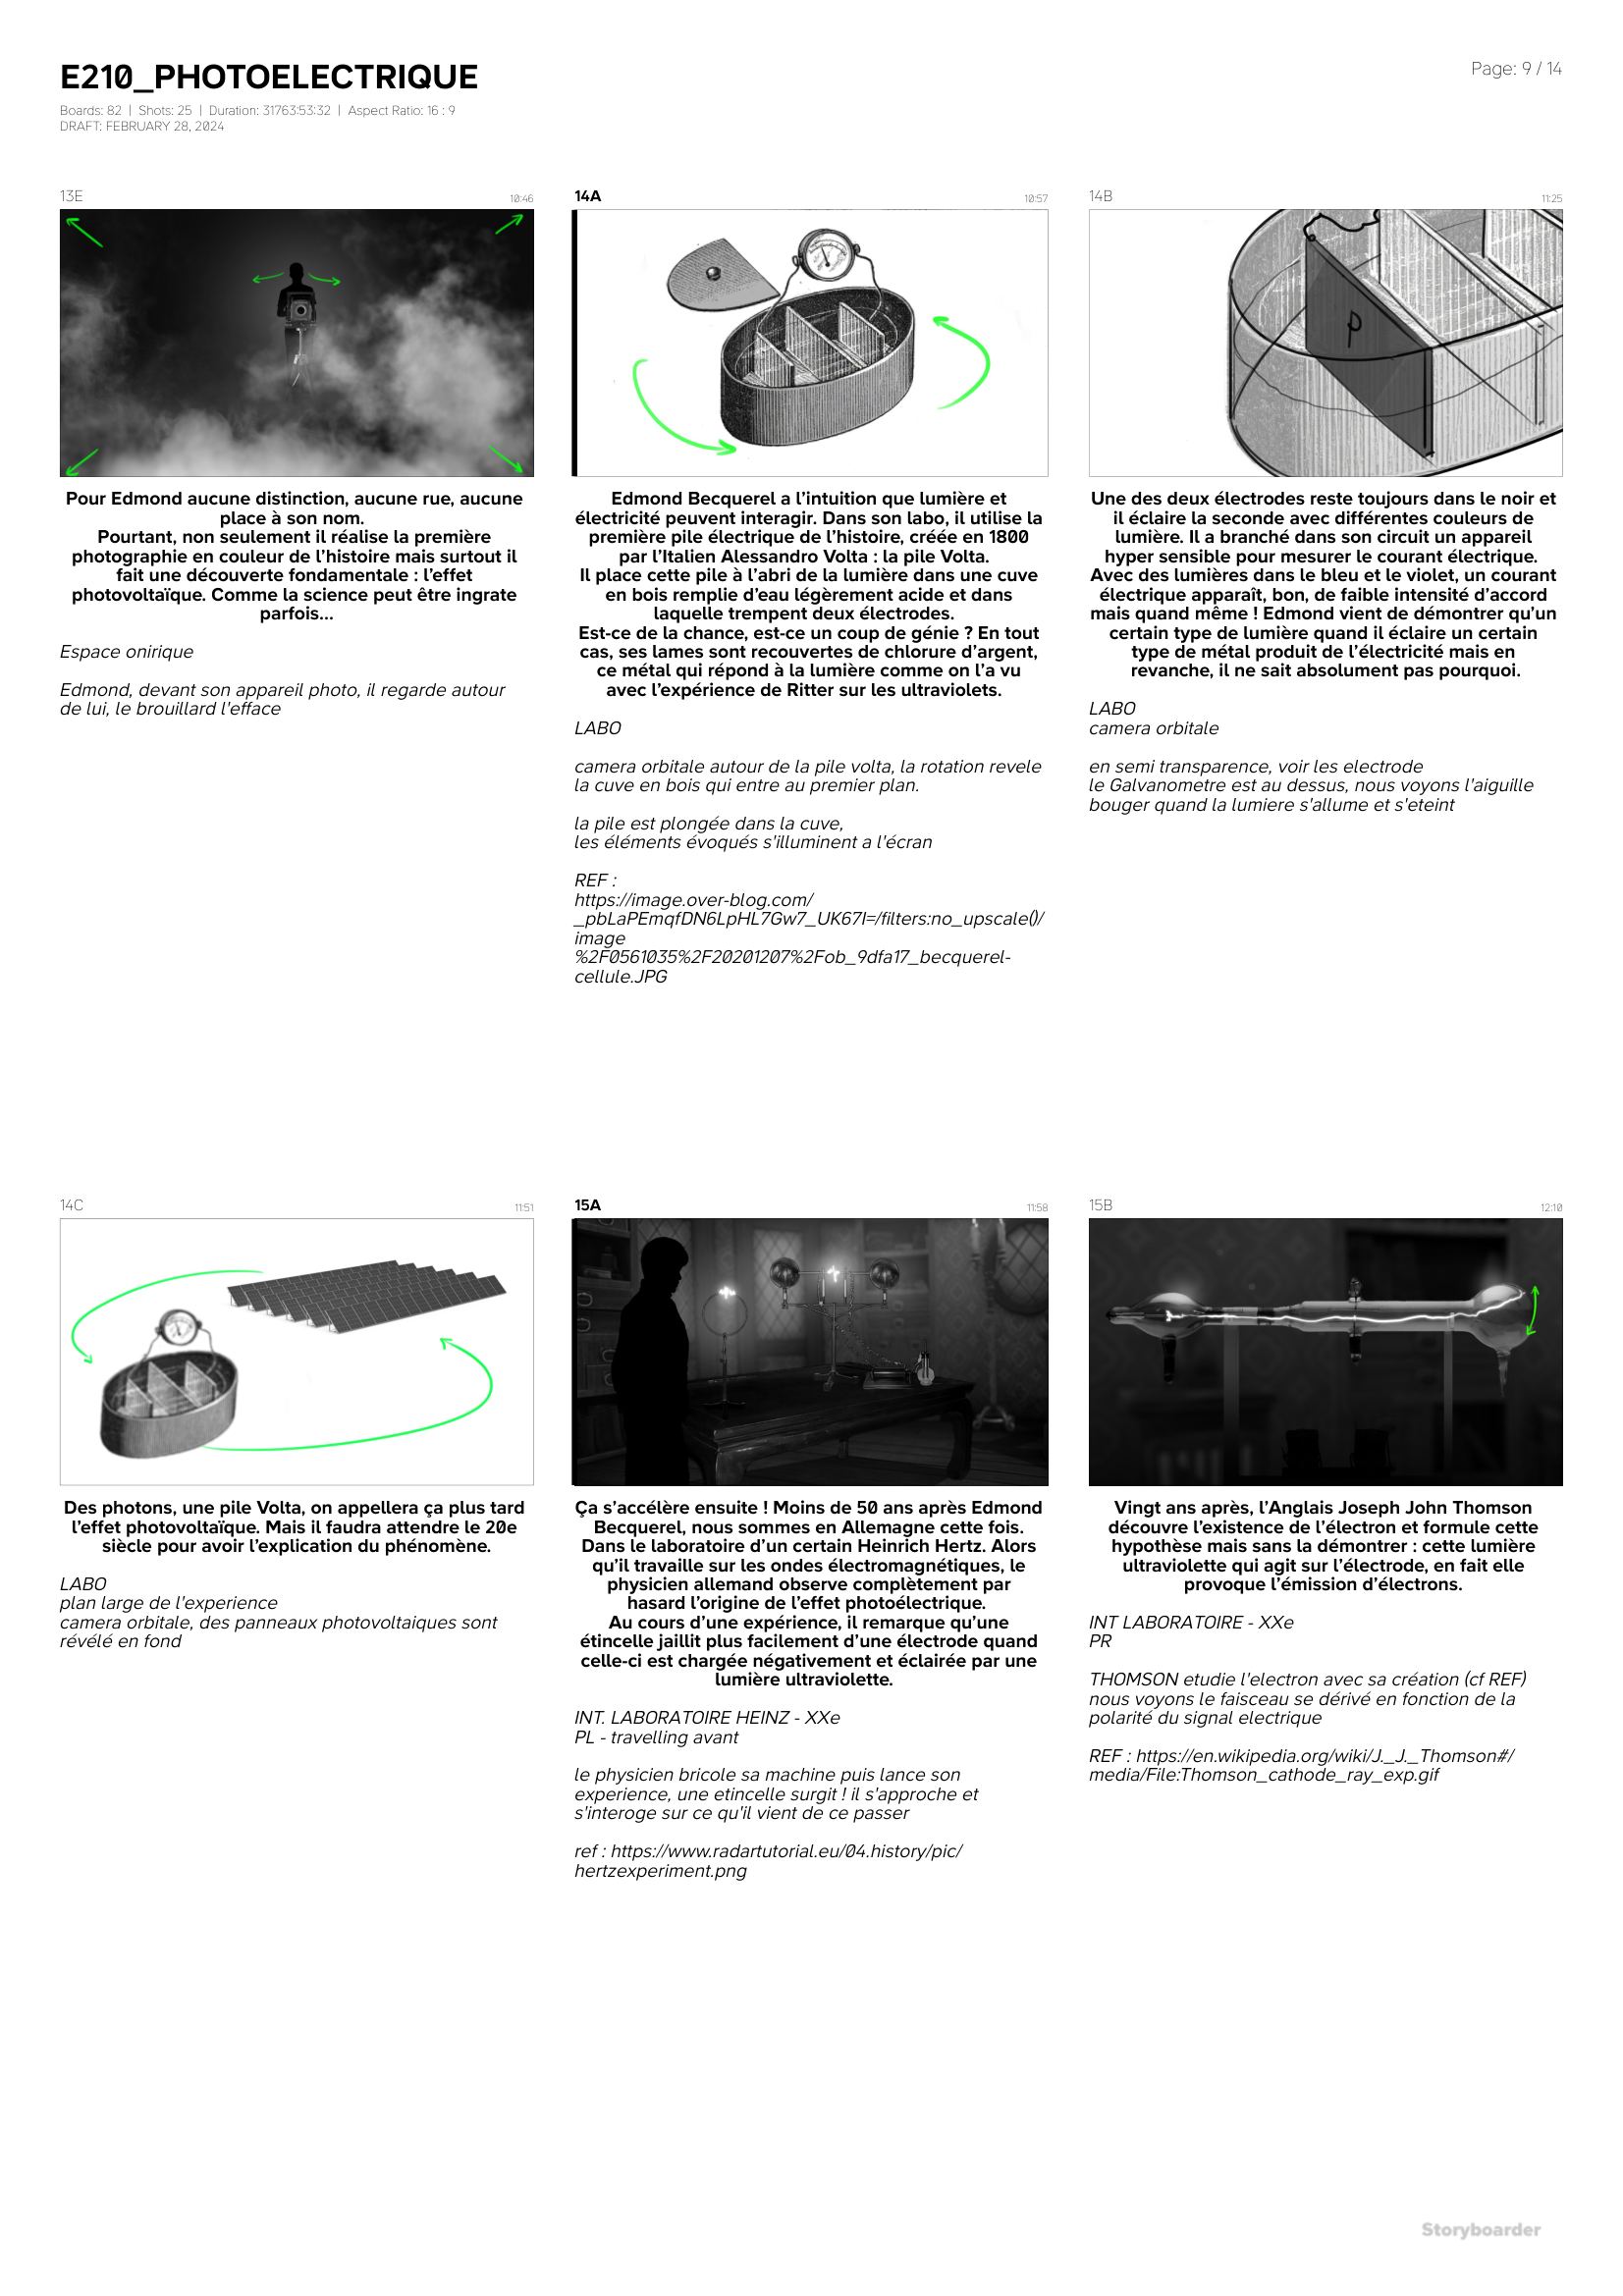 E210_PHOTOELECTRIQUE
Page: 9 / 14
Boards: 82 | Shots: 25 | Duration: 31763:53:32 | Aspect Ratio: 16 : 9
DRAFT: FEBRUARY 28, 2024
13E
10:46
Pour Edmond aucune distinction, aucune rue, aucune
place à son nom.
Pourtant, non seulement il réalise la première
photographie en couleur de l’histoire mais surtout il
fait une découverte fondamentale : l’effet
photovoltaïque. Comme la science peut être ingrate
parfois...
Espace onirique
Edmond, devant son appareil photo, il regarde autour
de lui, le brouillard l'efface
14A
10:57
Edmond Becquerel a l’intuition que lumière et
électricité peuvent interagir. Dans son labo, il utilise la
première pile électrique de l’histoire, créée en 1800
par l’Italien Alessandro Volta : la pile Volta.
Il place cette pile à l’abri de la lumière dans une cuve
en bois remplie d’eau légèrement acide et dans
laquelle trempent deux électrodes.
Est-ce de la chance, est-ce un coup de génie ? En tout
cas, ses lames sont recouvertes de chlorure d’argent,
ce métal qui répond à la lumière comme on l’a vu
avec l’expérience de Ritter sur les ultraviolets.
LABO
camera orbitale autour de la pile volta, la rotation revele
la cuve en bois qui entre au premier plan.
la pile est plongée dans la cuve,
les éléments évoqués s'illuminent a l'écran
REF :
https://image.over-blog.com/
_pbLaPEmqfDN6LpHL7Gw7_UK67I=/filters:no_upscale()/
image
%2F0561035%2F20201207%2Fob_9dfa17_becquerel-
cellule.JPG
14B
11:25
P
Une des deux électrodes reste toujours dans le noir et
il éclaire la seconde avec différentes couleurs de
lumière. Il a branché dans son circuit un appareil
hyper sensible pour mesurer le courant électrique.
Avec des lumières dans le bleu et le violet, un courant
électrique apparaît, bon, de faible intensité d’accord
mais quand même ! Edmond vient de démontrer qu’un
certain type de lumière quand il éclaire un certain
type de métal produit de l’électricité mais en
revanche, il ne sait absolument pas pourquoi.
LABO
camera orbitale
en semi transparence, voir les electrode
le Galvanometre est au dessus, nous voyons l'aiguille
bouger quand la lumiere s'allume et s'eteint
14C
11:51
Des photons, une pile Volta, on appellera ça plus tard
l’effet photovoltaïque. Mais il faudra attendre le 20e
siècle pour avoir l’explication du phénomène.
LABO
plan large de l'experience
camera orbitale, des panneaux photovoltaiques sont
révélé en fond
15A
11:58
Ça s’accélère ensuite ! Moins de 50 ans après Edmond
Becquerel, nous sommes en Allemagne cette fois.
Dans le laboratoire d’un certain Heinrich Hertz. Alors
qu’il travaille sur les ondes électromagnétiques, le
physicien allemand observe complètement par
hasard l’origine de l’effet photoélectrique.
Au cours d’une expérience, il remarque qu’une
étincelle jaillit plus facilement d’une électrode quand
celle-ci est chargée négativement et éclairée par une
lumière ultraviolette.
INT. LABORATOIRE HEINZ - XXe
PL - travelling avant
le physicien bricole sa machine puis lance son
experience, une etincelle surgit ! il s'approche et
s'interoge sur ce qu'il vient de ce passer
ref : https://www.radartutorial.eu/04.history/pic/
hertzexperiment.png
15B
12:10
Vingt ans après, l’Anglais Joseph John Thomson
découvre l’existence de l’électron et formule cette
hypothèse mais sans la démontrer : cette lumière
ultraviolette qui agit sur l’électrode, en fait elle
provoque l’émission d’électrons.
INT LABORATOIRE - XXe
PR
THOMSON etudie l'electron avec sa création (cf REF)
nous voyons le faisceau se dérivé en fonction de la
polarité du signal electrique
REF : https://en.wikipedia.org/wiki/J._J._Thomson#/
media/File:Thomson_cathode_ray_exp.gif
Storyboarder